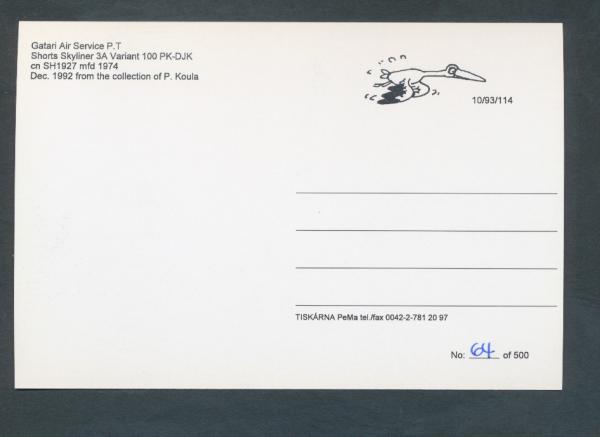 Gatari Air Service P.T
Shorts Skyliner 3A Variant 100 PK-DJK
cn SH1927 mfd 1974
Dec. 1992 from the collection of P. Koula
10/93/114
TISKÁRNA PeMa tel./fax 0042-2-781 20 97
No: 64 of 500